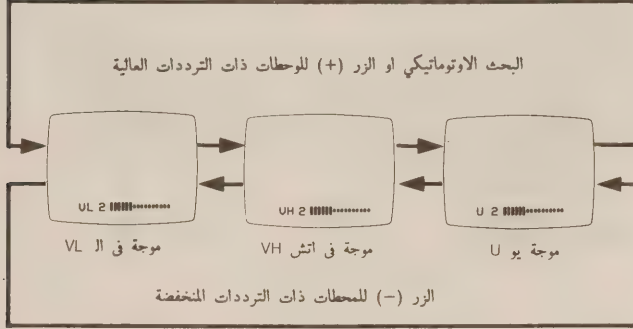 البحث الاوتوماتيكي او الزر (+) للوحطات ذات الترددات العالية
VL 2
VH 2
U 2
موجة فى ال VL
موجة فى اتش VH
موجة يو U
الزر (-) للمحطات ذات الترددات المنخفضة